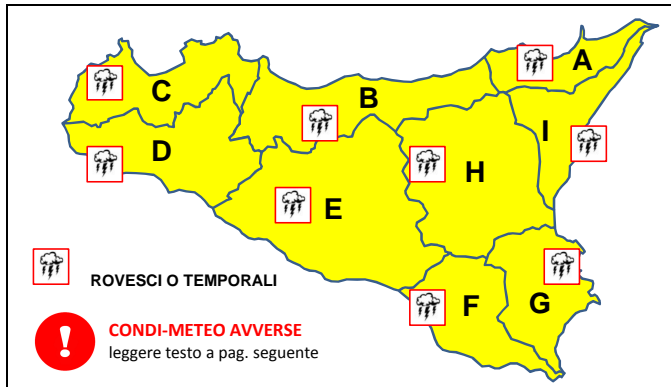 A
C
B
I
D
H
E
F
G
ROVESCI O TEMPORALI
! CONDI-METEO AVVERSE
leggere testo a pag. seguente